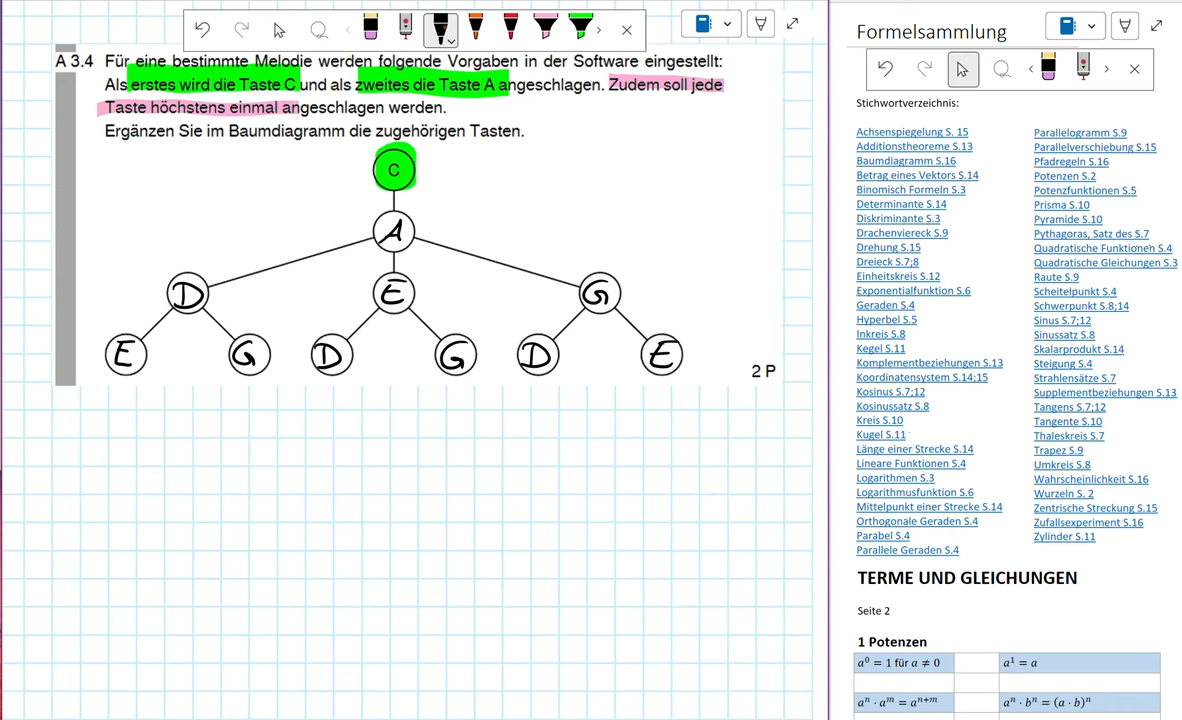 A 3.4 Für eine bestimmte Melodie werden folgende Vorgaben in der Software eingestellt:
Als erstes wird die Taste C und als zweites die Taste A angeschlagen. Zudem soll jede
Taste höchstens einmal angeschlagen werden.
Ergänzen Sie im Baumdiagramm die zugehörigen Tasten.
C
A
D E G
E G D G D E
2 P
Formelsammlung
Stichwortverzeichnis:
Achsenspiegelung S. 15
Additionstheoreme S.13
Baumdiagramm S.16
Betrag eines Vektors S.14
Binomisch Formeln S.3
Determinante S.14
Diskriminante S.3
Drachenviereck S.9
Drehung S.15
Dreieck S.7;8
Einheitskreis S.12
Exponentialfunktion S.6
Geraden S.4
Hyperbel S.5
Inkreis S.8
Kegel S.11
Komplementbeziehungen S.13
Koordinatensystem S.14;15
Kosinus S.7;12
Kosinussatz S.8
Kreis S.10
Kugel S.11
Länge einer Strecke S.14
Lineare Funktionen S.4
Logarithmen S.3
Logarithmusfunktion S.6
Mittelpunkt einer Strecke S.14
Orthogonale Geraden S.4
Parabel S.4
Parallele Geraden S.4
Parallelogramm S.9
Parallelverschiebung S.15
Pfadregeln S.16
Potenzen S.2
Potenzfunktionen S.5
Prisma S.10
Pyramide S.10
Pythagoras, Satz des S.7
Quadratische Funktionen S.4
Quadratische Gleichungen S.3
Raute S.9
Scheitelpunkt S.4
Schwerpunkt S.8;14
Sinus S.7;12
Sinussatz S.8
Skalarprodukt S.14
Steigung S.4
Strahlensätze S.7
Supplementbeziehungen S.13
Tangens S.7;12
Tangente S.10
Thaleskreis S.7
Trapez S.9
Umkreis S.8
Wahrscheinlichkeit S.16
Wurzeln S. 2
Zentrische Streckung S.15
Zufallsexperiment S.16
Zylinder S.11
TERME UND GLEICHUNGEN
Seite 2
1 Potenzen
a⁰ = 1 für a ≠ 0 a¹ = a
aⁿ · aᵐ = aⁿ⁺ᵐ aⁿ · bⁿ = (a · b)ⁿ